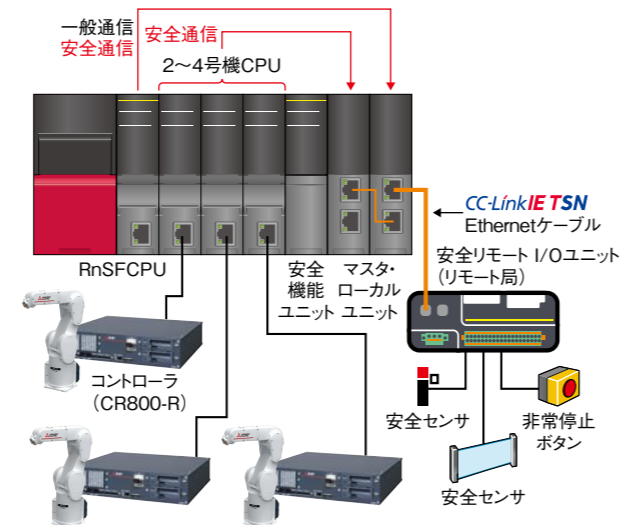 一般通信
安全通信
安全通信
2～4号機CPU
CC-Link IE TSN
Ethernetケーブル
RnSFCPU
安全
機能
ユニット
マスタ・
ローカル
ユニット
安全リモート I/Oユニット
（リモート局）
コントローラ
（CR800-R）
安全センサ
非常停止
ボタン
安全センサ